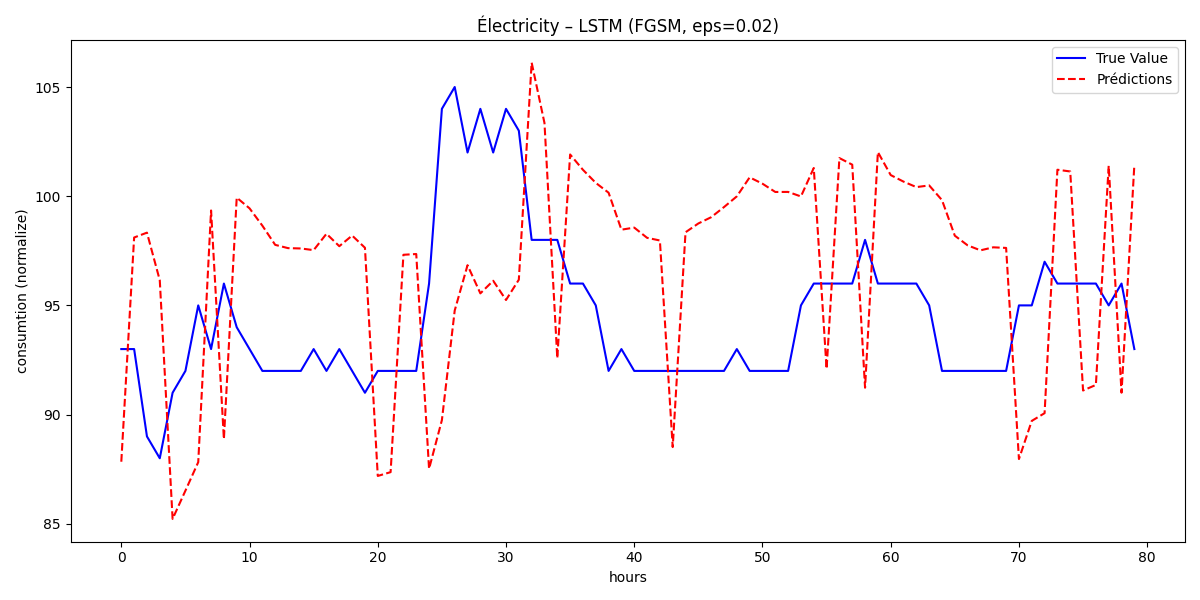 Électricity – LSTM (FGSM, eps=0.02)
True Value
Prédictions
consumtion (normalize)
105
100
95
90
85
0 10 20 30 40 50 60 70 80
hours